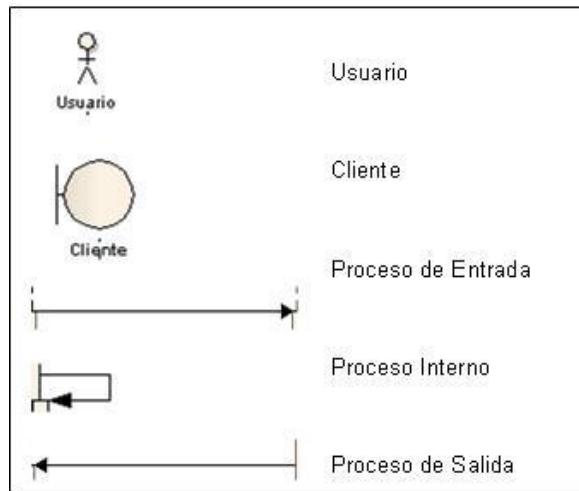 Usuario
Usuario
Cliente
Cliente
Proceso de Entrada
Proceso Interno
Proceso de Salida